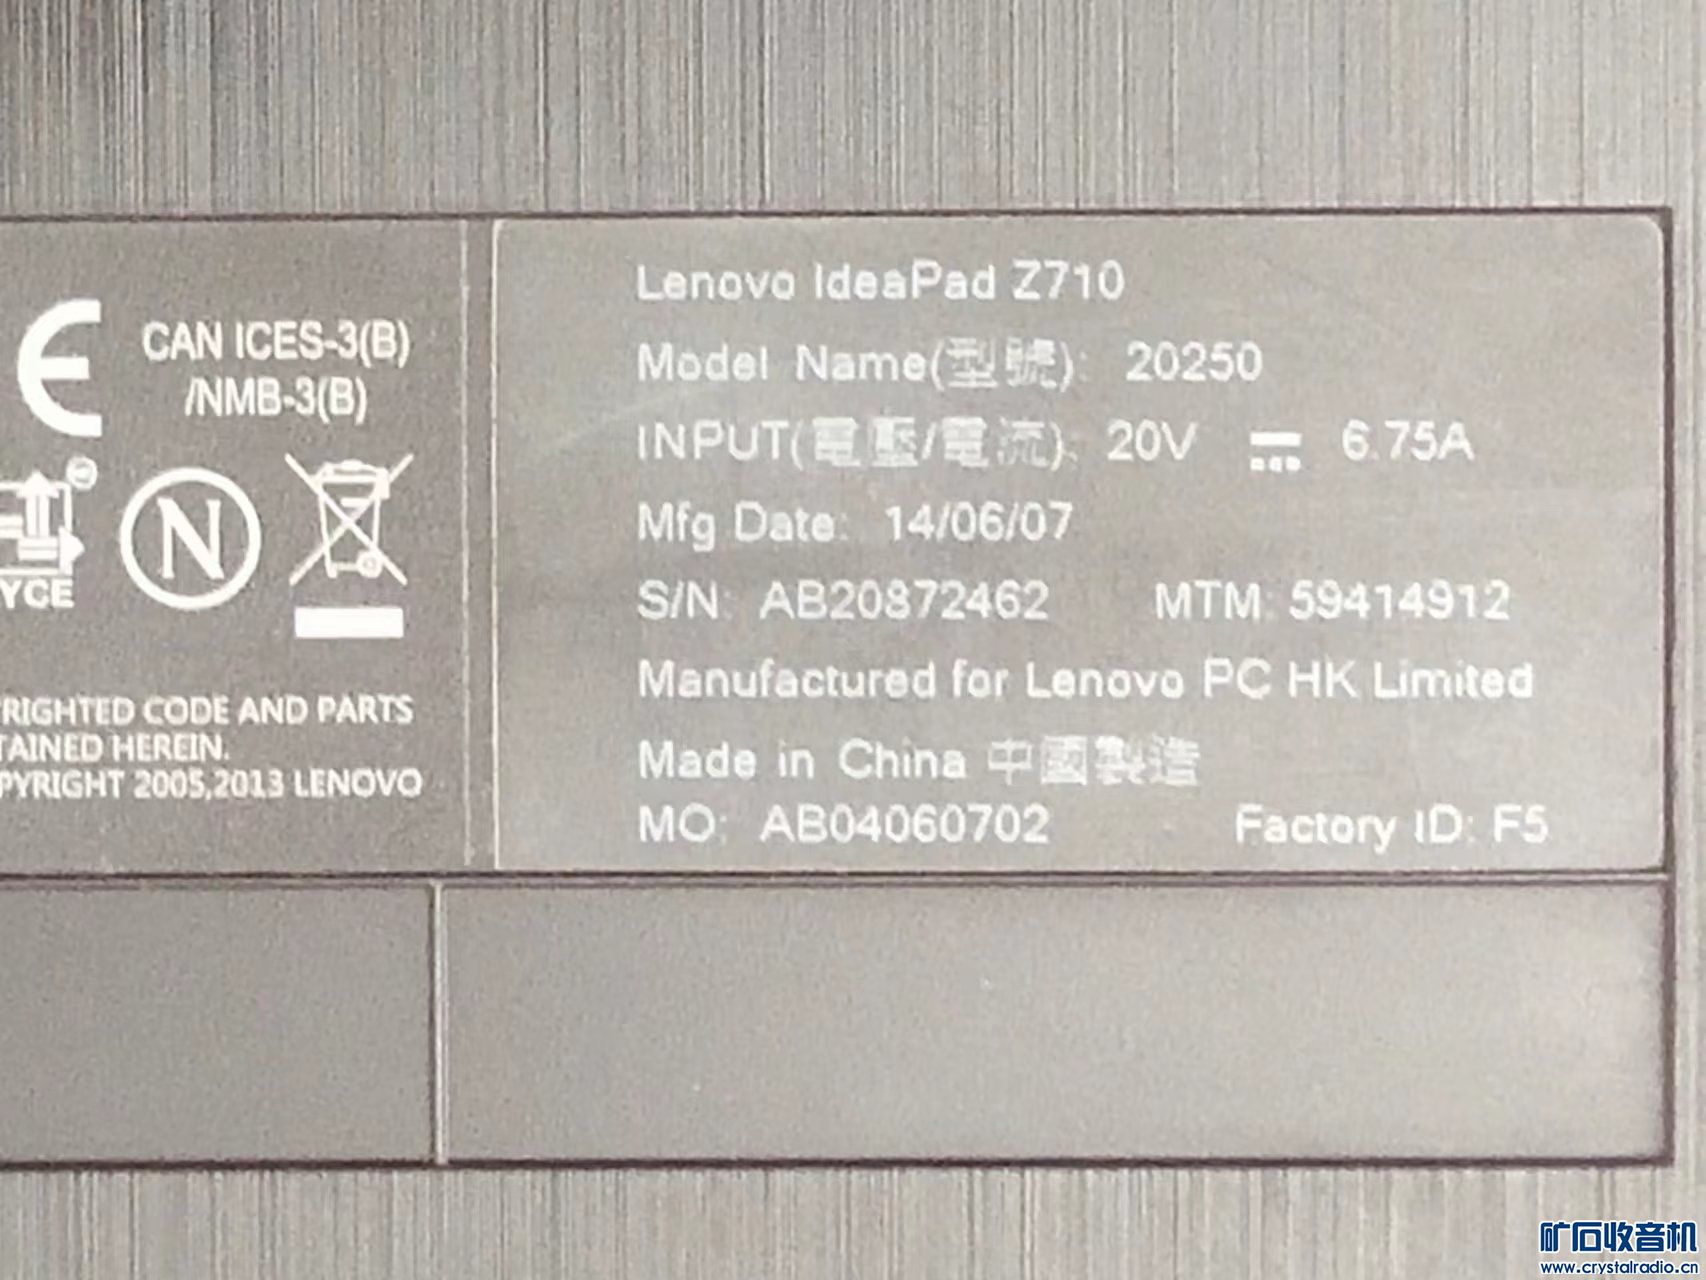 CE
CAN ICES-3(B)
/NMB-3(B)
YCE
N
RIGHTED CODE AND PARTS
TAINED HEREIN.
PYRIGHT 2005,2013 LENOVO
Lenovo IdeaPad Z710
Model Name(型號): 20250
INPUT(電壓/電流): 20V ⎓ 6.75A
Mfg Date: 14/06/07
S/N: AB20872462 MTM: 59414912
Manufactured for Lenovo PC HK Limited
Made in China 中國製造
MO: AB04060702 Factory ID: F5
矿石收音机
www.crystalradio.cn